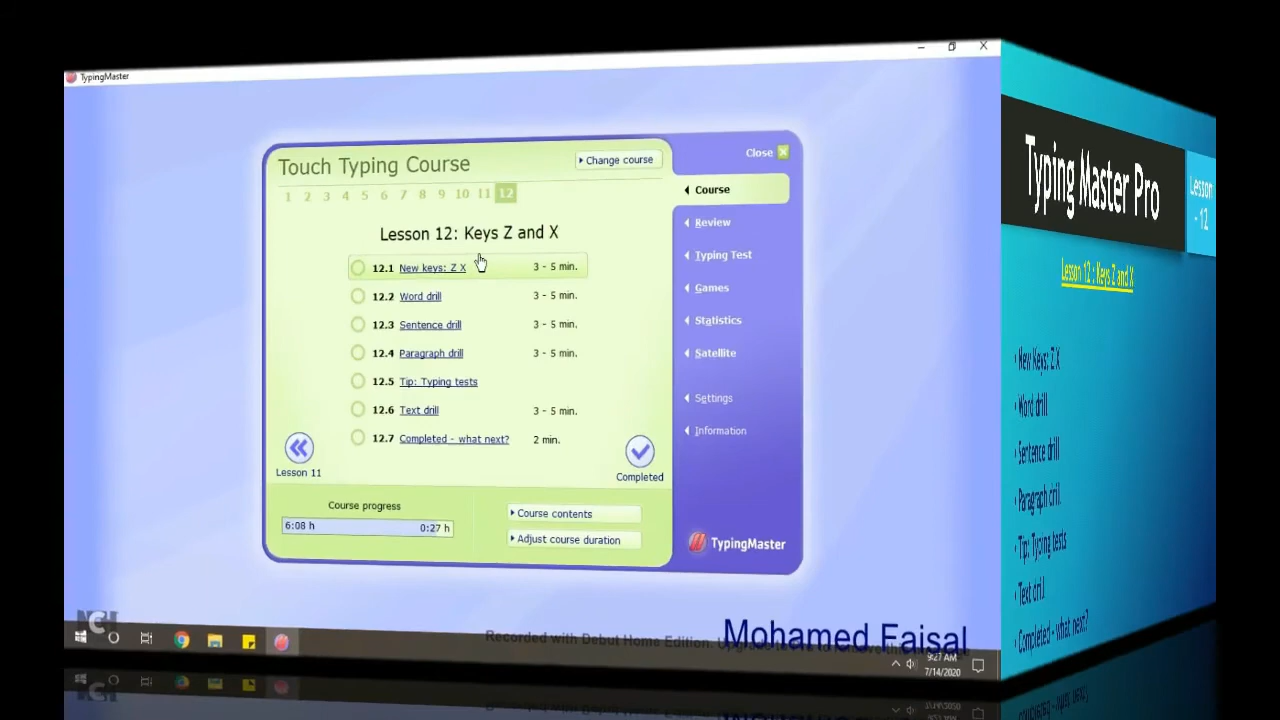 TypingMaster
Touch Typing Course
Change course
Close
1 2 3 4 5 6 7 8 9 10 11 12
Lesson 12: Keys Z and X
12.1 New keys: Z X 3 - 5 min.
12.2 Word drill 3 - 5 min.
12.3 Sentence drill 3 - 5 min.
12.4 Paragraph drill 3 - 5 min.
12.5 Tip: Typing tests
12.6 Text drill 3 - 5 min.
12.7 Completed - what next? 2 min.
Lesson 11
Completed
Course progress
6:08 h 0:27 h
Course contents
Adjust course duration
Course
Review
Typing Test
Games
Statistics
Satellite
Settings
Information
TypingMaster
NCH
Recorded with Debut Home Edition.
Mohamed Faisal
9:27 AM
7/14/2020
Typing Master Pro
Lesson
- 12
Lesson 12 : Keys Z and X
· New Keys: Z X
· Word drill
· Sentence drill
· Paragraph drill
· Tip: Typing tests
· Text drill
· Completed - what next?